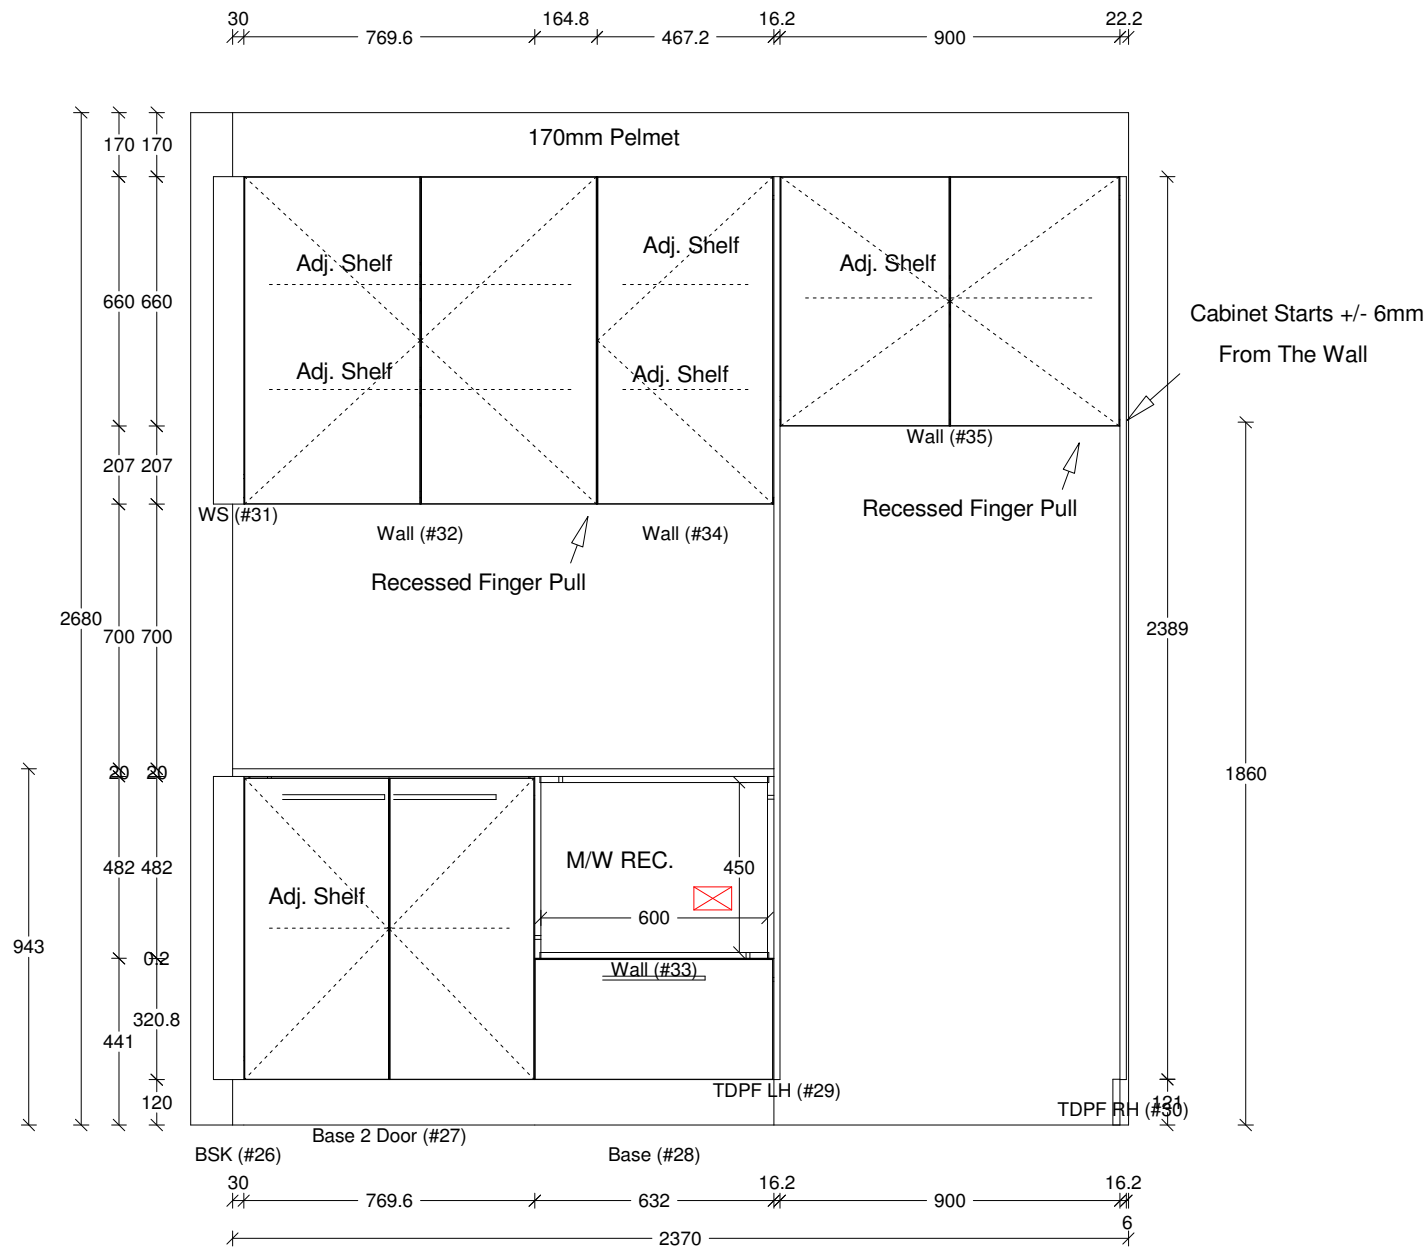 30
164.8
16.2
22.2
769.6
467.2
900
170mm Pelmet
170 170
Adj. Shelf
Adj. Shelf
Adj. Shelf
660 660
Cabinet Starts +/- 6mm
From The Wall
Adj. Shelf
Adj. Shelf
Wall (#35)
207 207
Recessed Finger Pull
WS (#31)
Wall (#32)
Wall (#34)
Recessed Finger Pull
2680
700 700
2389
20 20
1860
M/W REC.
482 482
450
Adj. Shelf
600
943
0.2
Wall (#33)
320.8
441
TDPF LH (#29)
120
TDPF RH (#30)
121
Base 2 Door (#27)
BSK (#26)
Base (#28)
30
16.2
16.2
769.6
632
900
6
2370